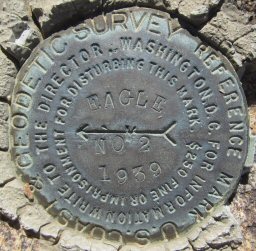 U.S. COAST & GEODETIC SURVEY REFERENCE MARK
WRITE TO THE DIRECTOR, WASHINGTON, D.C. FOR INFORMATION
$250 FINE OR IMPRISONMENT FOR DISTURBING THIS MARK.
EAGLE
NO 2
1939